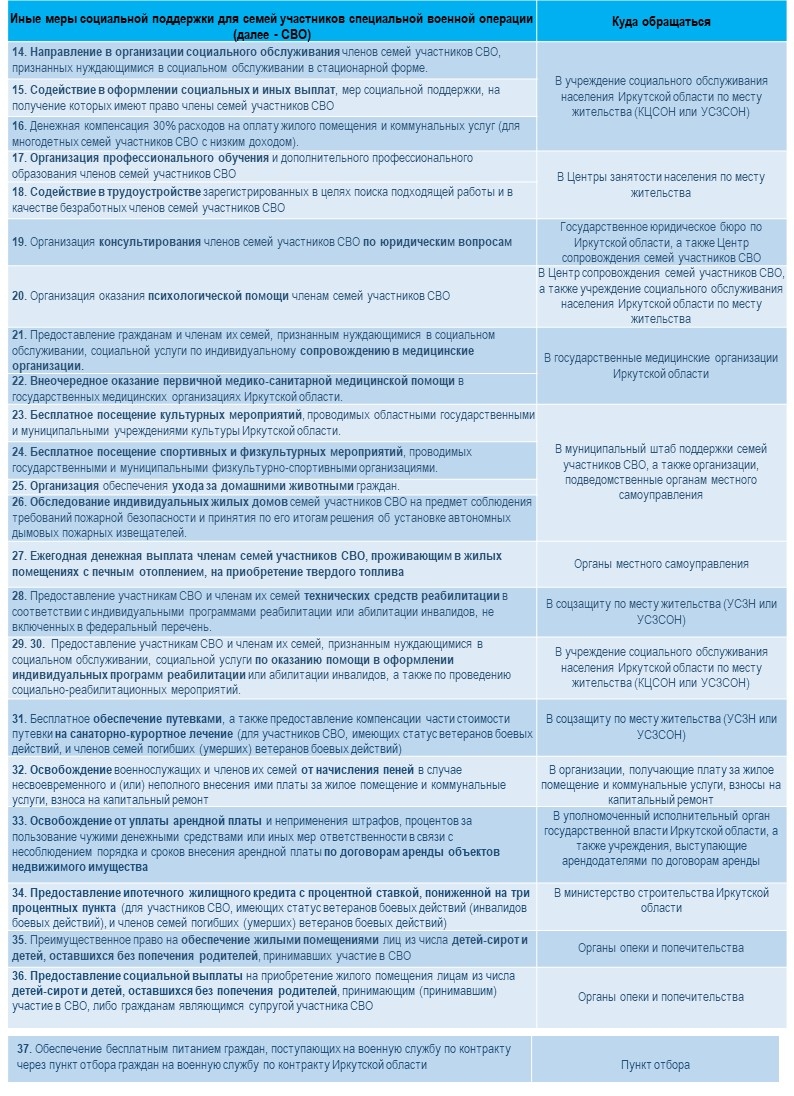 Иные меры социальной поддержки для семей участников специальной военной операции
(далее - СВО)
Куда обращаться
14. Направление в организации социального обслуживания членов семей участников СВО,
признанных нуждающимися в социальном обслуживании в стационарной форме.
15. Содействие в оформлении социальных и иных выплат, мер социальной поддержки, на
получение которых имеют право члены семей участников СВО
16. Денежная компенсация 30% расходов на оплату жилого помещения и коммунальных услуг (для
многодетных семей участников СВО с низким доходом).
В учреждение социального обслуживания
населения Иркутской области по месту
жительства (КЦСОН или УСЗСОН)
17. Организация профессионального обучения и дополнительного профессионального
образования членов семей участников СВО
18. Содействие в трудоустройстве зарегистрированных в целях поиска подходящей работы и в
качестве безработных членов семей участников СВО
В Центры занятости населения по месту
жительства
19. Организация консультирования членов семей участников СВО по юридическим вопросам
Государственное юридическое бюро по
Иркутской области, а также Центр
сопровождения семей участников СВО
20. Организация оказания психологической помощи членам семей участников СВО
В Центр сопровождения семей участников СВО,
а также учреждение социального обслуживания
населения Иркутской области по месту
жительства
21. Предоставление гражданам и членам их семей, признанным нуждающимися в социальном
обслуживании, социальной услуги по индивидуальному сопровождению в медицинские
организации.
22. Внеочередное оказание первичной медико-санитарной медицинской помощи в
государственных медицинских организациях Иркутской области.
В государственные медицинские организации
Иркутской области
23. Бесплатное посещение культурных мероприятий, проводимых областными государственными
и муниципальными учреждениями культуры Иркутской области.
24. Бесплатное посещение спортивных и физкультурных мероприятий, проводимых
государственными и муниципальными физкультурно-спортивными организациями.
25. Организация обеспечения ухода за домашними животными граждан.
26. Обследование индивидуальных жилых домов семей участников СВО на предмет соблюдения
требований пожарной безопасности и принятия по его итогам решения об установке автономных
дымовых пожарных извещателей.
В муниципальный штаб поддержки семей
участников СВО, а также организации,
подведомственные органам местного
самоуправления
27. Ежегодная денежная выплата членам семей участников СВО, проживающим в жилых
помещениях с печным отоплением, на приобретение твердого топлива
Органы местного самоуправления
28. Предоставление участникам СВО и членам их семей технических средств реабилитации в
соответствии с индивидуальными программами реабилитации или абилитации инвалидов, не
включенных в федеральный перечень.
В соцзащиту по месту жительства (УСЗН или
УСЗСОН)
29. 30. Предоставление участникам СВО и членам их семей, признанным нуждающимися в
социальном обслуживании, социальной услуги по оказанию помощи в оформлении
индивидуальных программ реабилитации или абилитации инвалидов, а также по проведению
социально-реабилитационных мероприятий.
В учреждение социального обслуживания
населения Иркутской области по месту
жительства (КЦСОН или УСЗСОН)
31. Бесплатное обеспечение путевками, а также предоставление компенсации части стоимости
путевки на санаторно-курортное лечение (для участников СВО, имеющих статус ветеранов боевых
действий, и членов семей погибших (умерших) ветеранов боевых действий)
В соцзащиту по месту жительства (УСЗН или
УСЗСОН)
32. Освобождение военнослужащих и членов их семей от начисления пеней в случае
несвоевременного и (или) неполного внесения ими платы за жилое помещение и коммунальные
услуги, взноса на капитальный ремонт
В организации, получающие плату за жилое
помещение и коммунальные услуги, взносы на
капитальный ремонт
33. Освобождение от уплаты арендной платы и неприменения штрафов, процентов за
пользование чужими денежными средствами или иных мер ответственности в связи с
несоблюдением порядка и сроков внесения арендной платы по договорам аренды объектов
недвижимого имущества
В уполномоченный исполнительный орган
государственной власти Иркутской области, а
также учреждения, выступающие
арендодателями по договорам аренды
34. Предоставление ипотечного жилищного кредита с процентной ставкой, пониженной на три
процентных пункта (для участников СВО, имеющих статус ветеранов боевых действий (инвалидов
боевых действий), и членов семей погибших (умерших) ветеранов боевых действий)
В министерство строительства Иркутской
области
35. Преимущественное право на обеспечение жилыми помещениями лиц из числа детей-сирот и
детей, оставшихся без попечения родителей, принимавших участие в СВО
Органы опеки и попечительства
36. Предоставление социальной выплаты на приобретение жилого помещения лицам из числа
детей-сирот и детей, оставшихся без попечения родителей, принимающим (принимавшим)
участие в СВО, либо гражданам являющимся супругой участника СВО
Органы опеки и попечительства
37. Обеспечение бесплатным питанием граждан, поступающих на военную службу по контракту
через пункт отбора граждан на военную службу по контракту Иркутской области
Пункт отбора